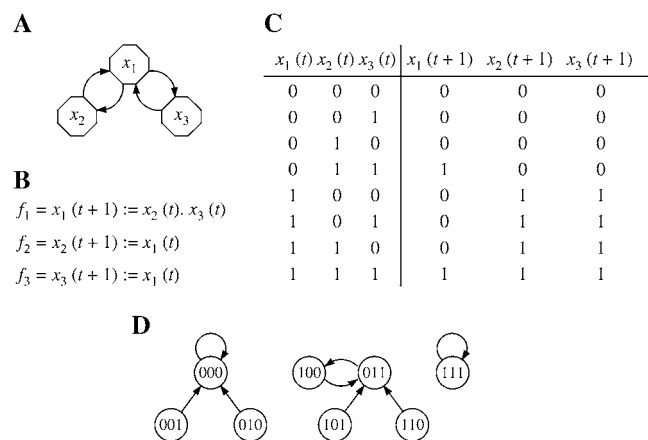 A
x1
x2
x3
B
f1 = x1 (t+1) := x2 (t). x3 (t)
f2 = x2 (t+1) := x1 (t)
f3 = x3 (t+1) := x1 (t)
C
x1 (t) x2 (t) x3 (t) x1 (t+1) x2 (t+1) x3 (t+1)
0 0 0 0 0 0
0 0 1 0 0 0
0 1 0 0 0 0
0 1 1 1 0 0
1 0 0 0 1 1
1 0 1 0 1 1
1 1 0 0 1 1
1 1 1 1 1 1
D
000 100 011 111
001 010 101 110